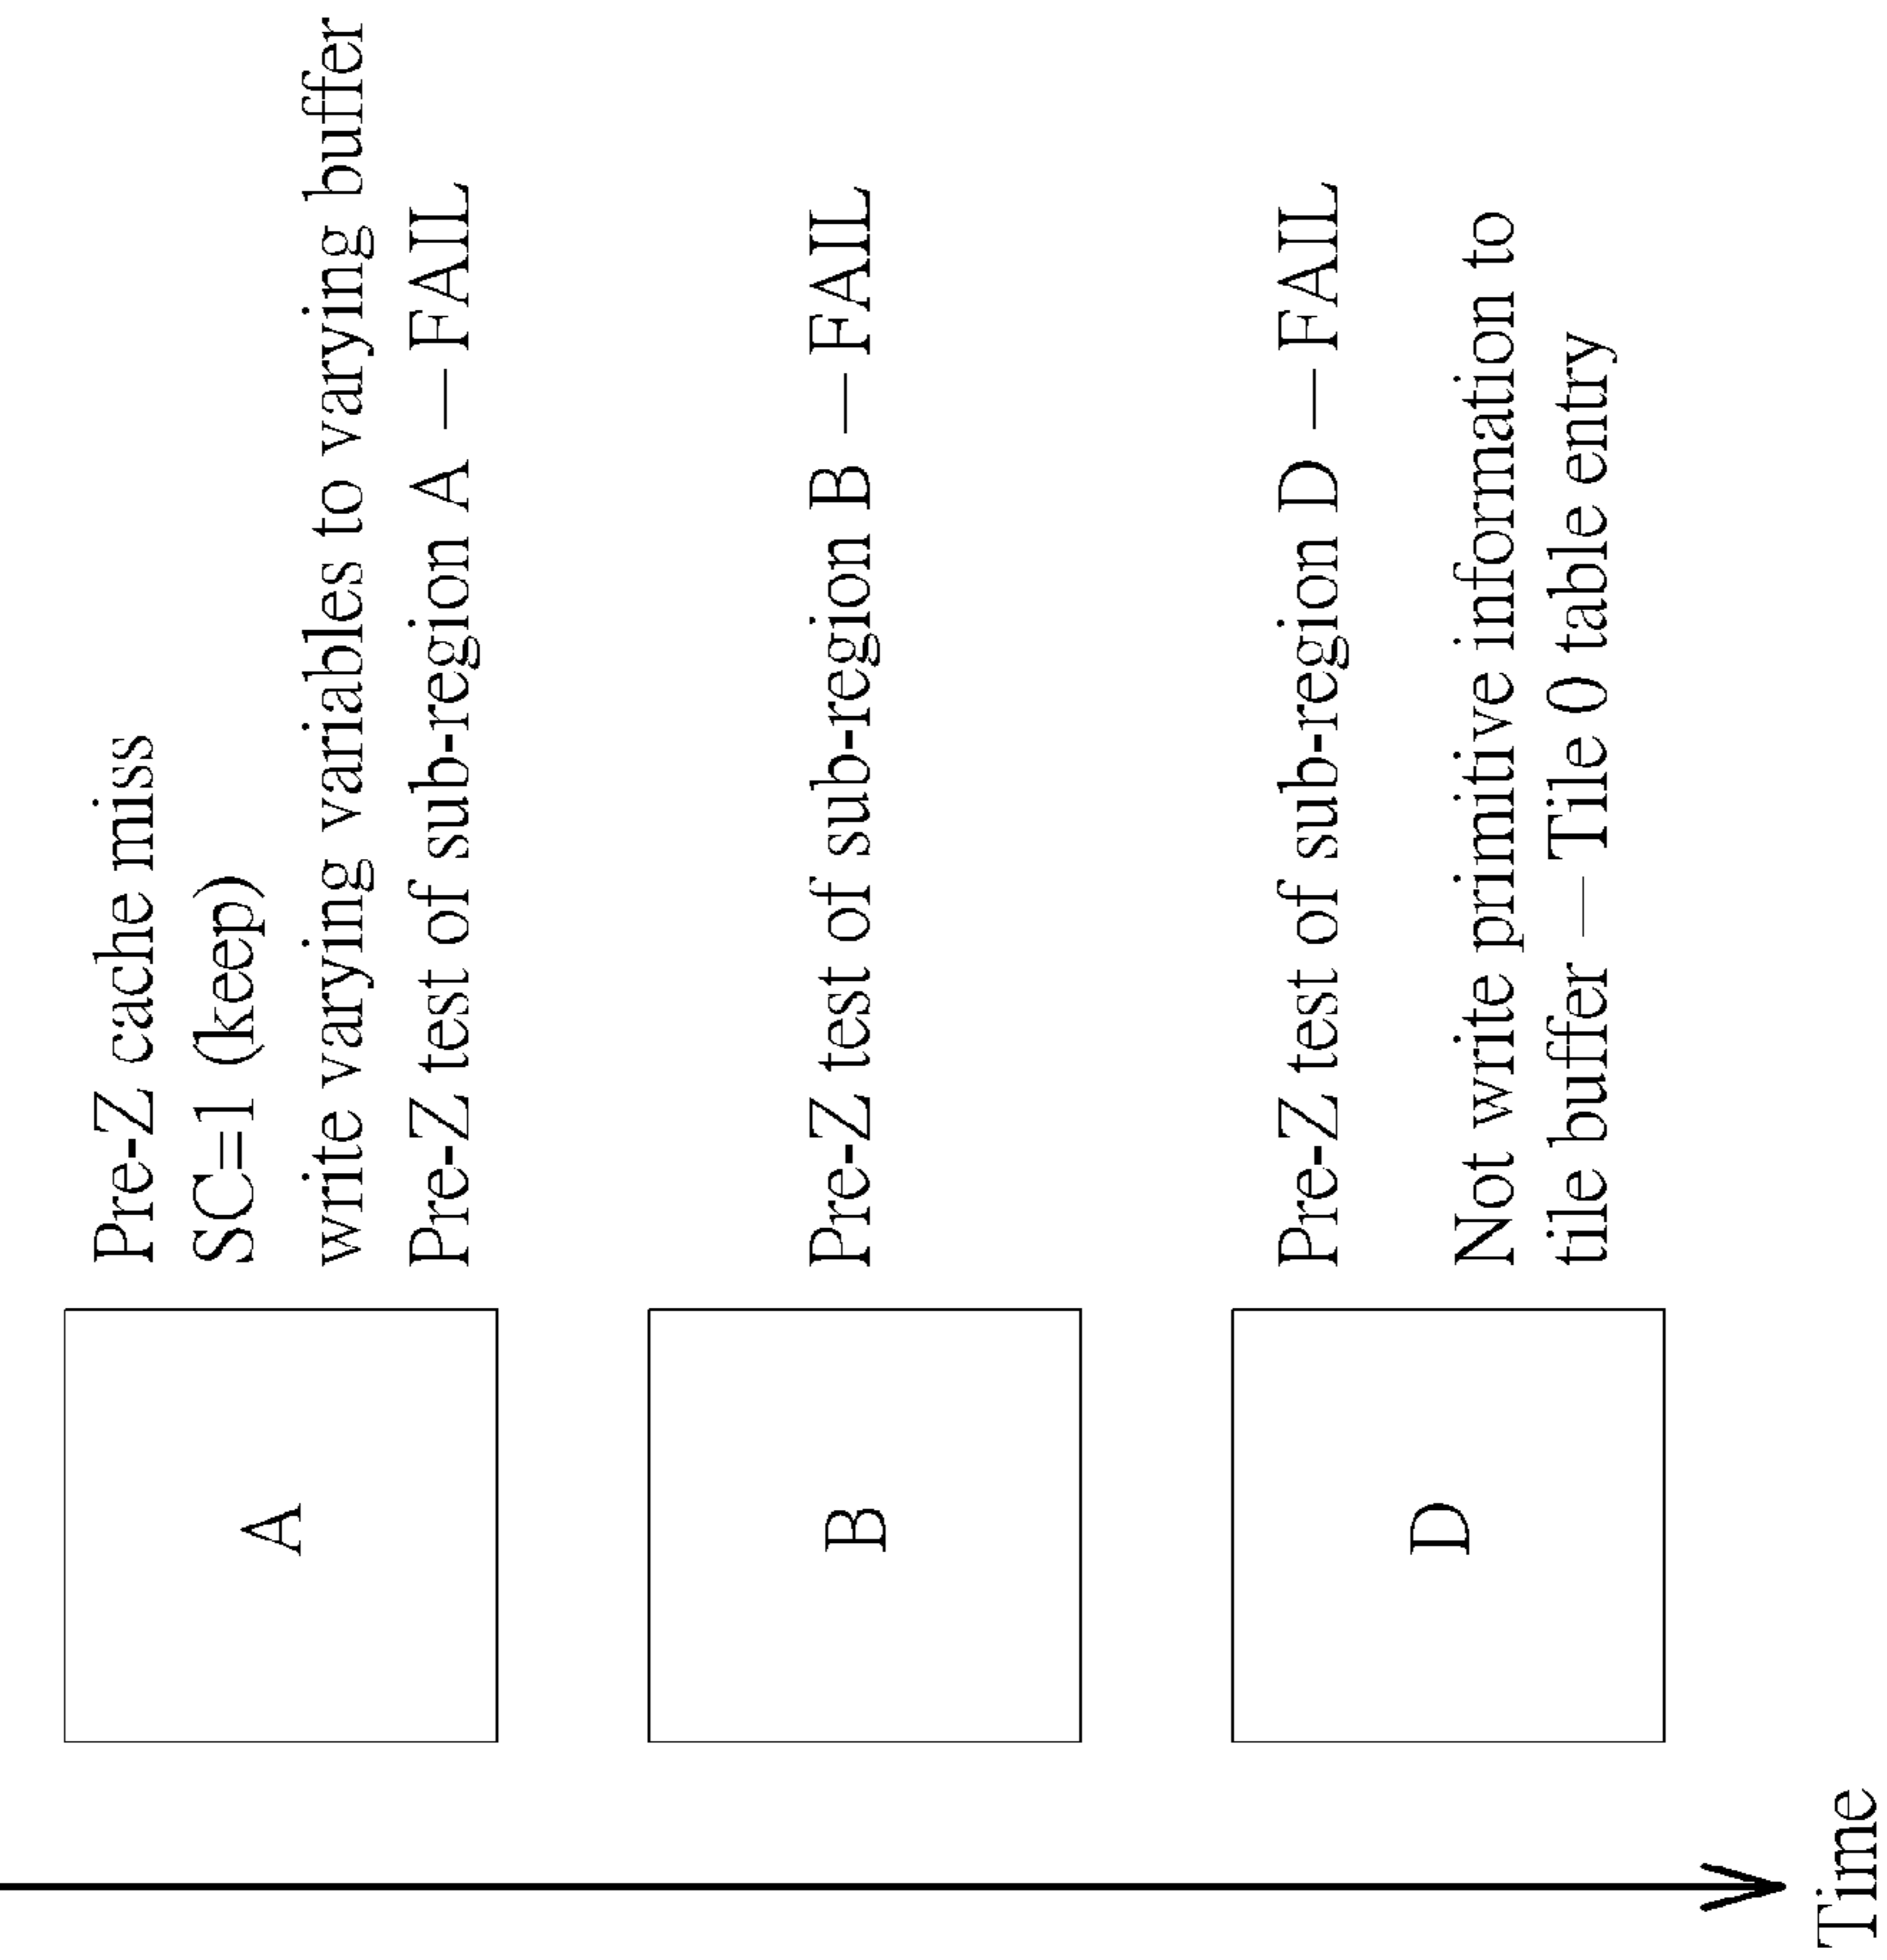 Pre-Z cache miss
SC=1 (keep)
write varying variables to varying buffer
Pre-Z test of sub-region A — FAIL
A
Pre-Z test of sub-region B — FAIL
B
Pre-Z test of sub-region D — FAIL
Not write primitive information to
tile buffer — Tile 0 table entry
D
Time